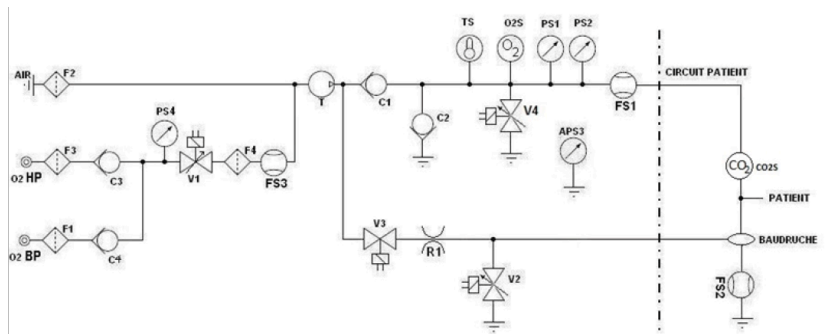 TS
O2S
PS1
PS2
O2
AIR
F2
CIRCUIT PATIENT
T
C1
FS1
V4
C2
PS4
APS3
F3
F4
CO2
CO2S
O2 HP
C3
V1
FS3
PATIENT
V3
F1
BAUDRUCHE
O2 BP
C4
R1
V2
FS2